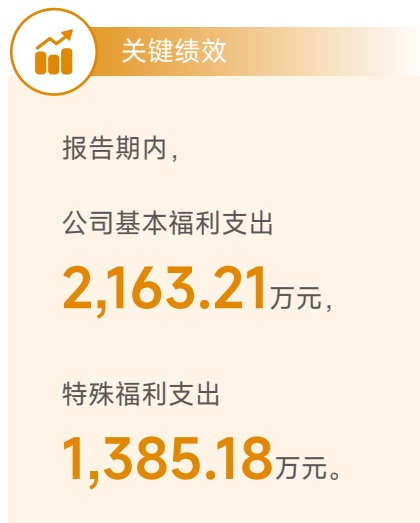 关键绩效
报告期内，
公司基本福利支出
2,163.21万元，
特殊福利支出
1,385.18万元。